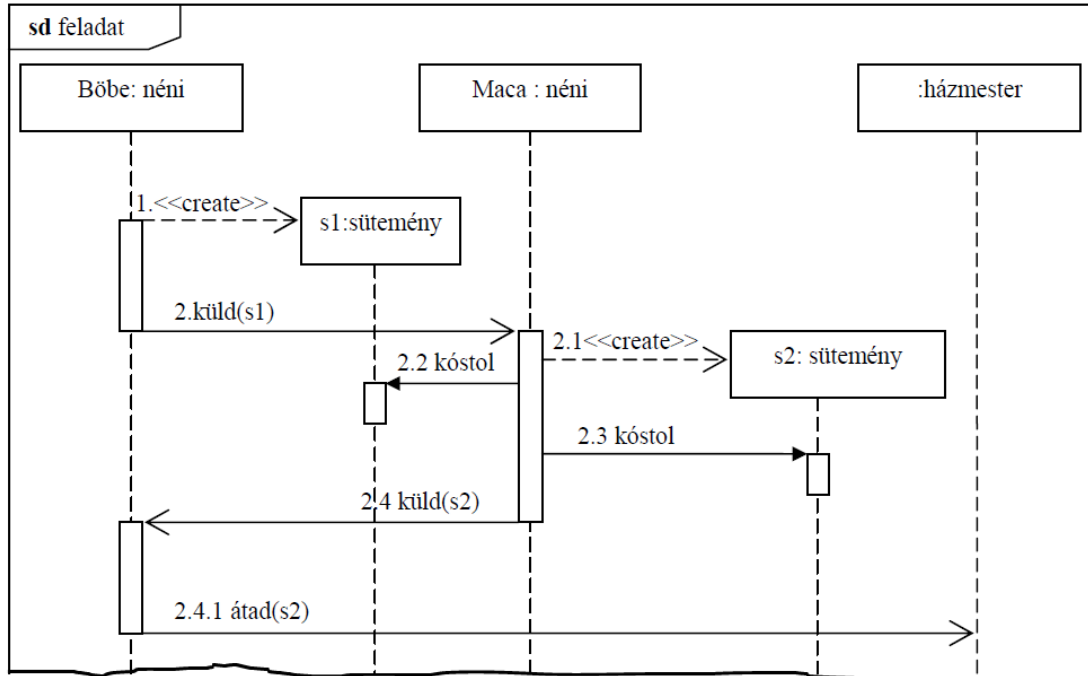 sd feladat
Böbe: néni
Maca : néni
:házmester
1.<<create>>
s1:sütemény
2.küld(s1)
2.1<<create>>
s2: sütemény
2.2 kóstol
2.3 kóstol
2.4 küld(s2)
2.4.1 átad(s2)